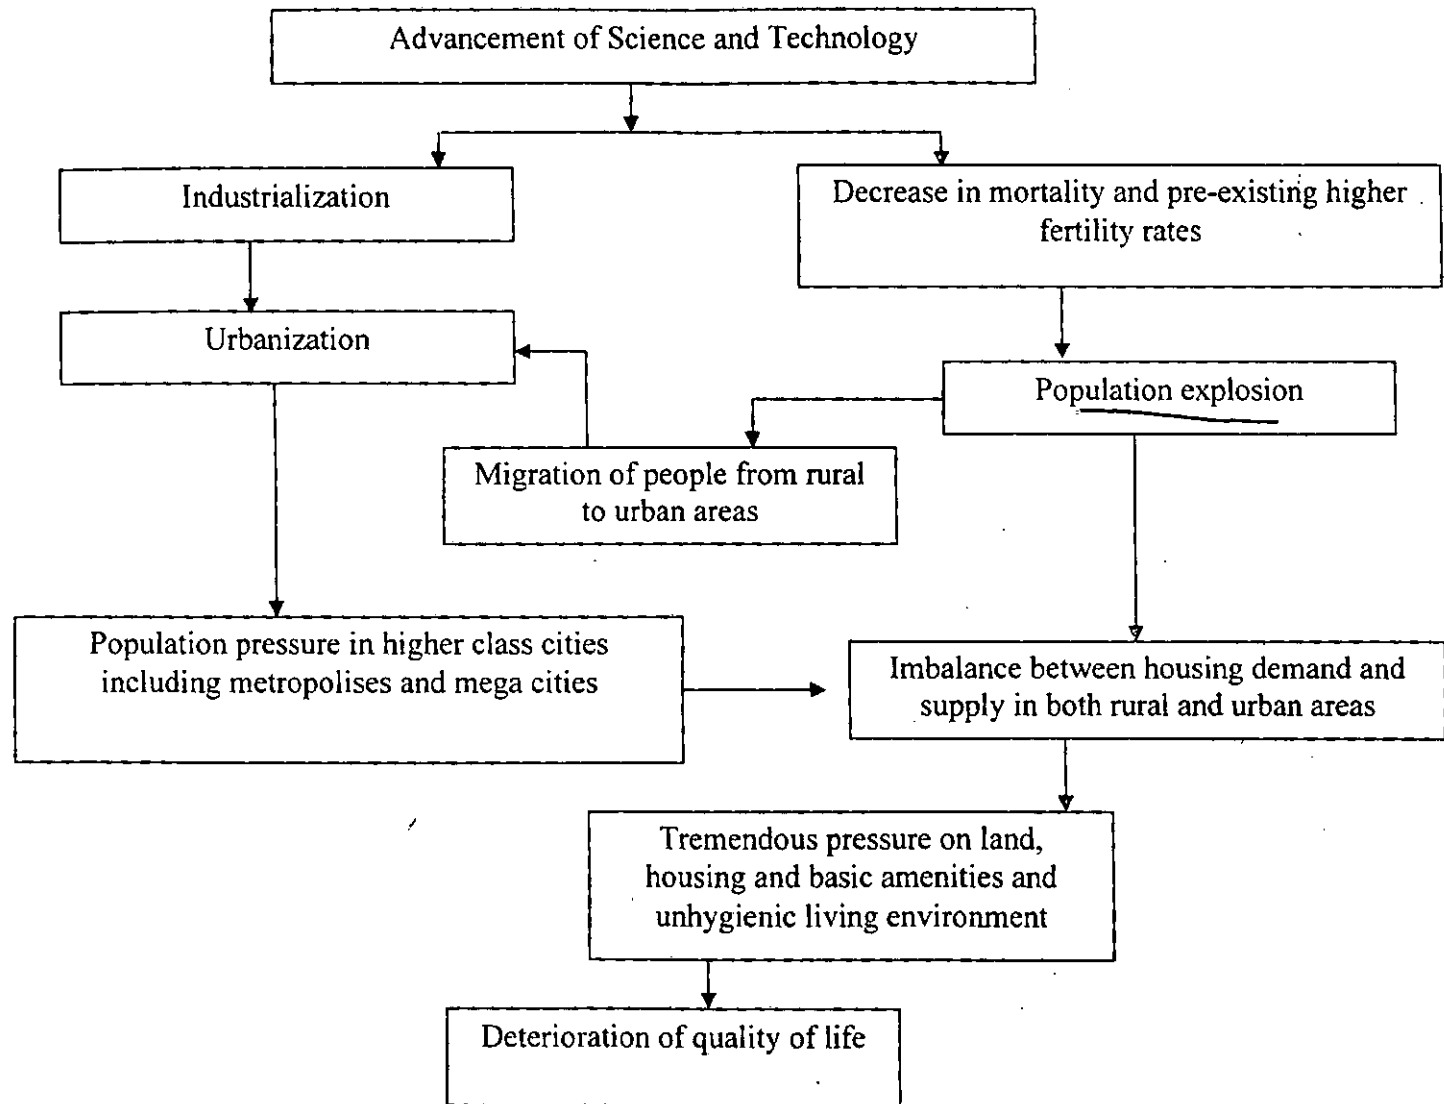 Advancement of Science and Technology
Industrialization
Decrease in mortality and pre-existing higher
fertility rates
Urbanization
Population explosion
Migration of people from rural
to urban areas
Population pressure in higher class cities
including metropolises and mega cities
Imbalance between housing demand and
supply in both rural and urban areas
Tremendous pressure on land,
housing and basic amenities and
unhygienic living environment
Deterioration of quality of life